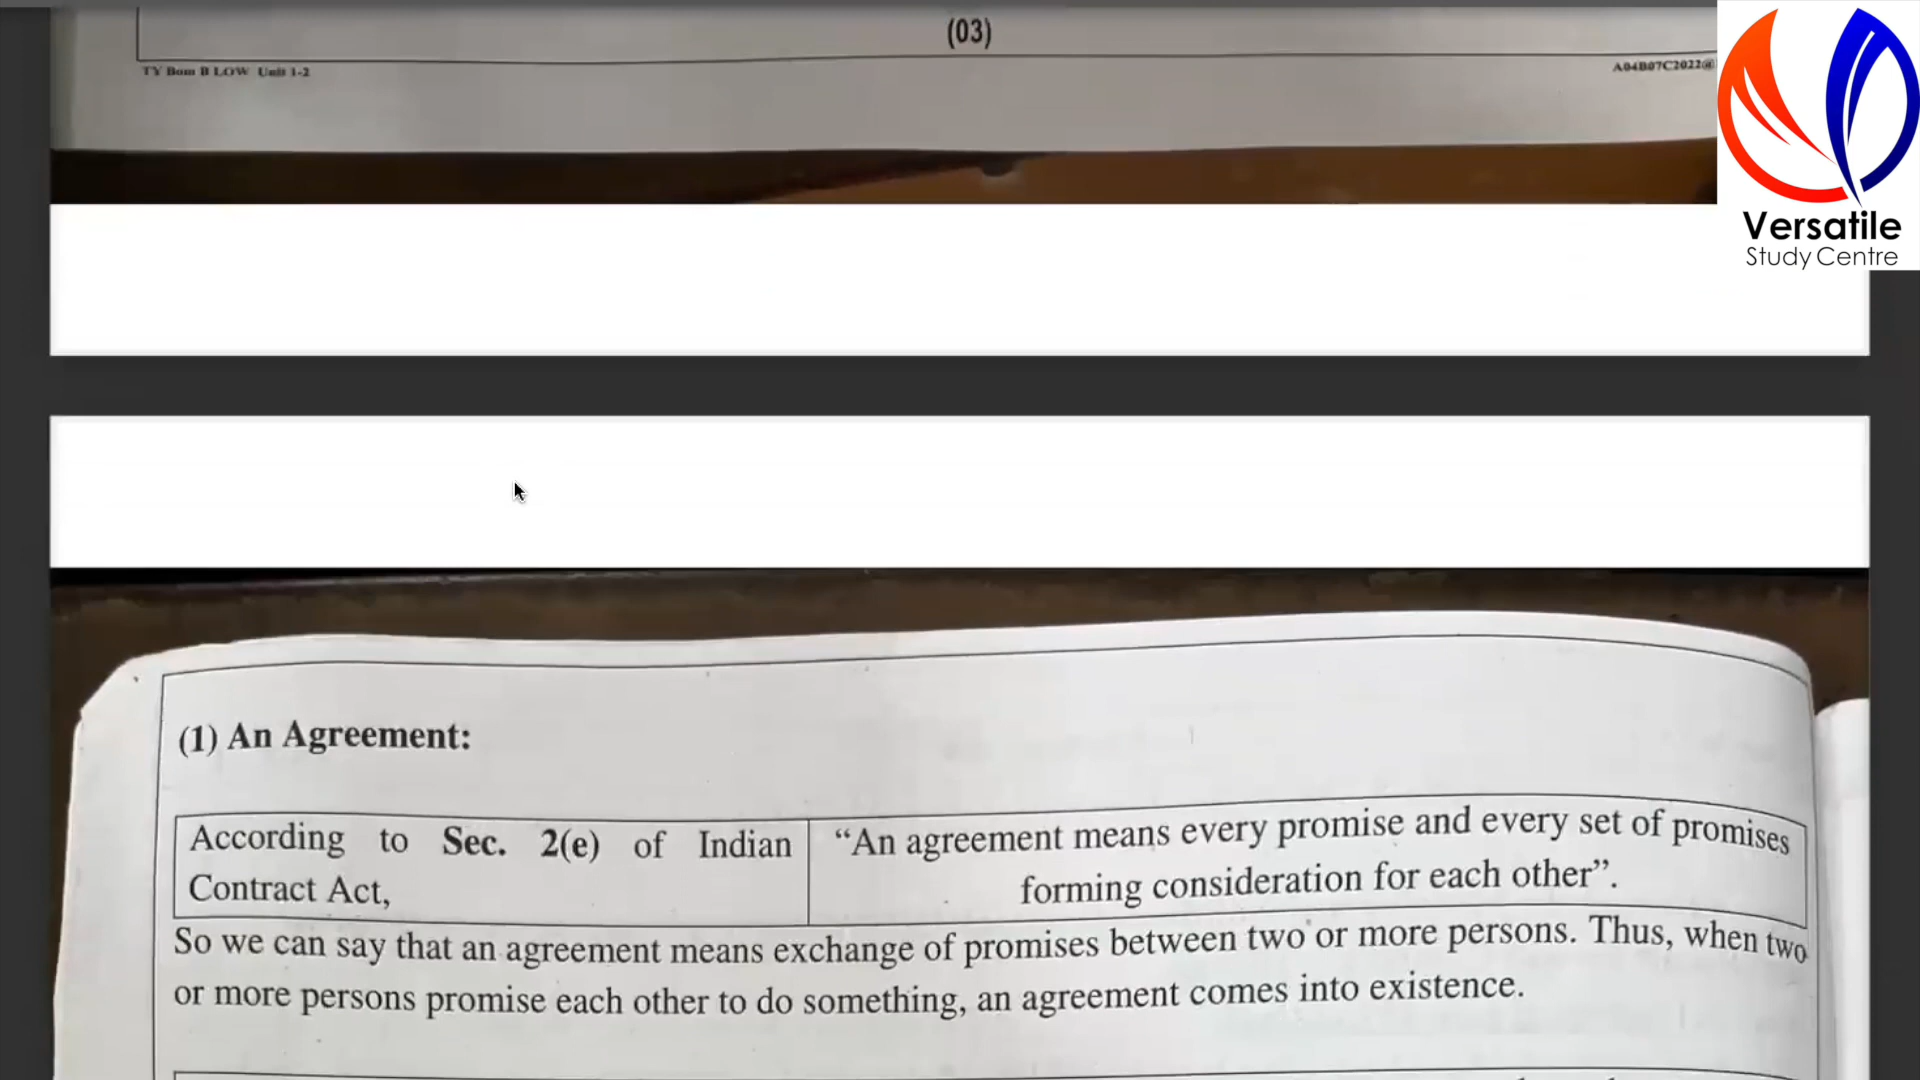 (03)
TY Bom B LOW Unit 1-2
A04B07C2022@
Versatile
Study Centre
(1) An Agreement:
According to Sec. 2(e) of Indian
Contract Act,
“An agreement means every promise and every set of promises
forming consideration for each other”.
So we can say that an agreement means exchange of promises between two or more persons. Thus, when two
or more persons promise each other to do something, an agreement comes into existence.